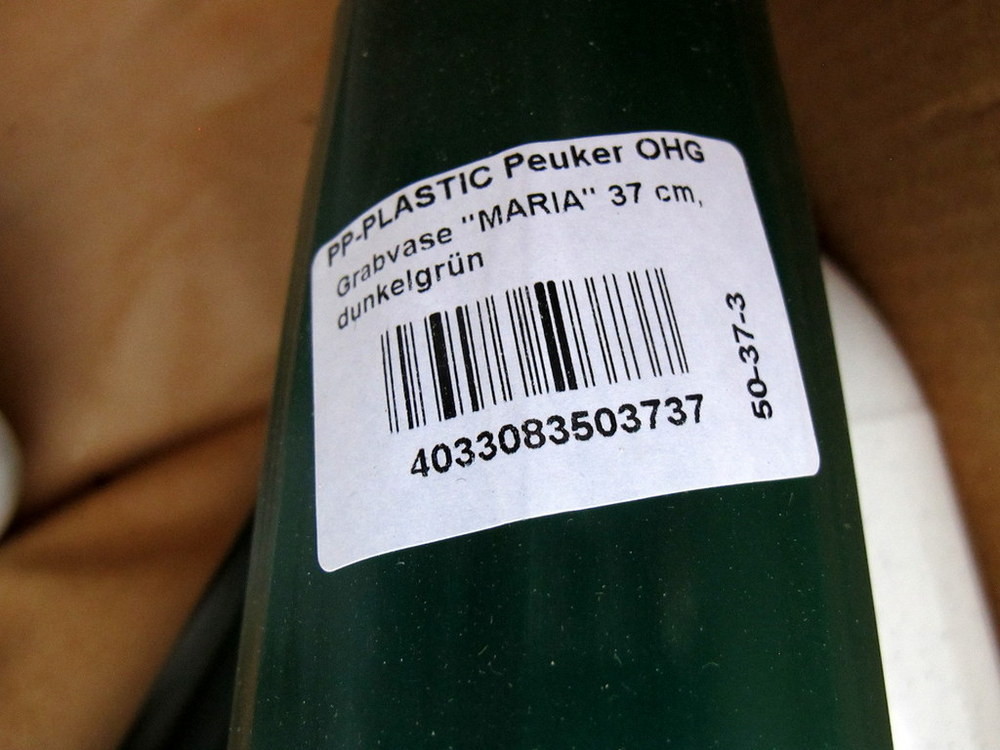 PP-PLASTIC Peuker OHG
Grabvase "MARIA" 37 cm,
dunkelgrün
4033083503737
50-37-3